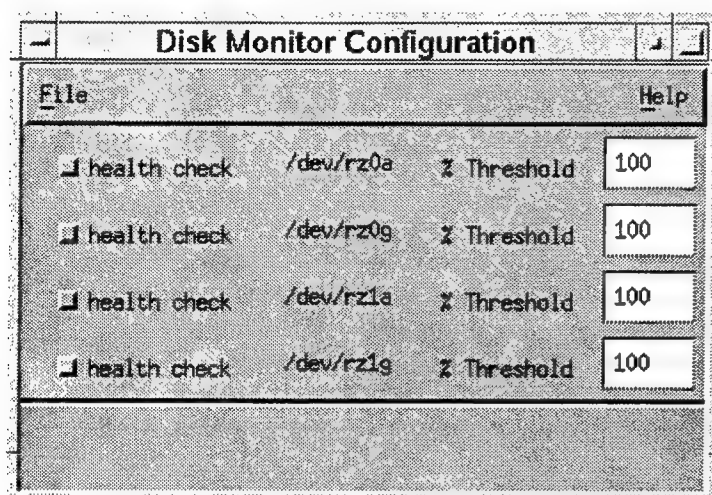 Disk Monitor Configuration
File Help
health check /dev/rz0a % Threshold 100
health check /dev/rz0g % Threshold 100
health check /dev/rz1a % Threshold 100
health check /dev/rz1g % Threshold 100